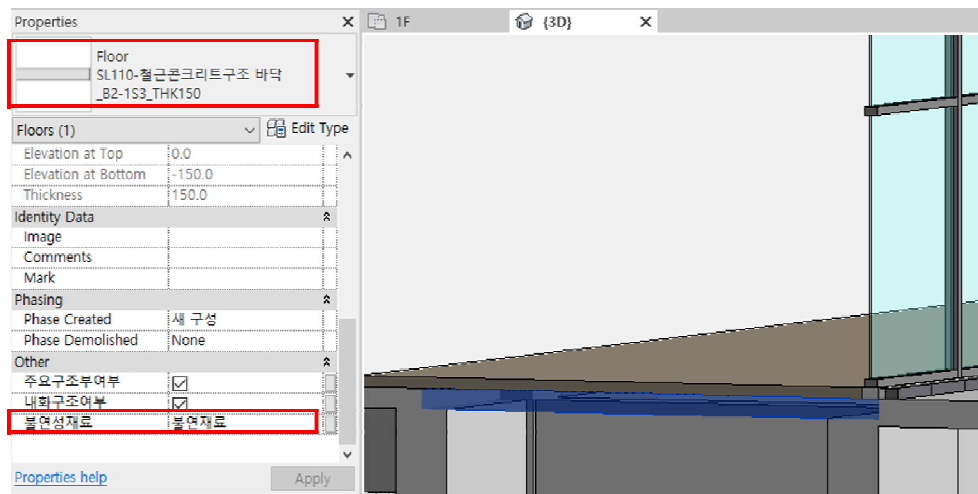 Properties
1F
{3D}
Floor
SL110-철근콘크리트구조 바닥
_B2-1S3_THK150
Floors (1)
Edit Type
Elevation at Top 0.0
Elevation at Bottom -150.0
Thickness 150.0
Identity Data
Image
Comments
Mark
Phasing
Phase Created 새 구성
Phase Demolished None
Other
주요구조부여부
내화구조여부
불연성재료 불연재료
Properties help
Apply